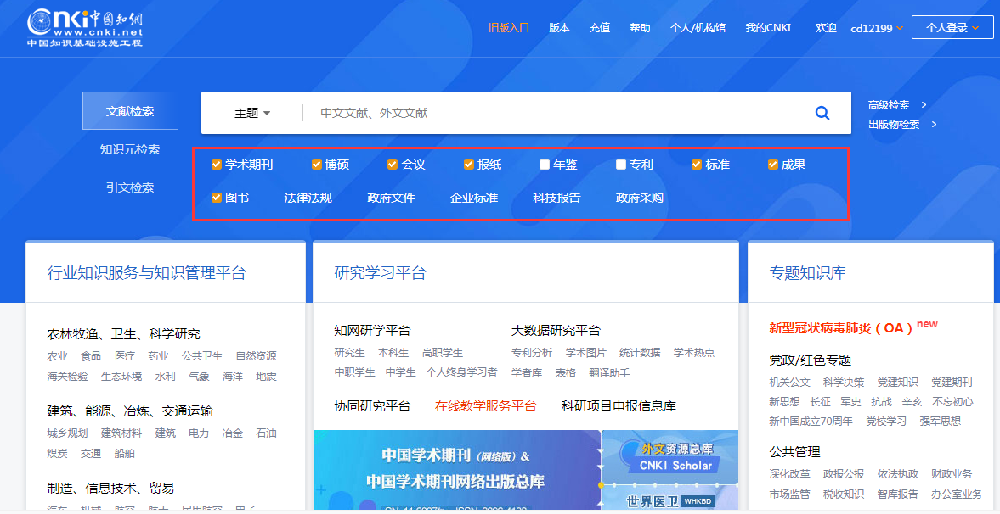 Cnki中国知网
www.cnki.net
中国知识基础设施工程
旧版入口 版本 充值 帮助 个人/机构馆 我的CNKI 欢迎 cd12199 个人登录
文献检索
主题 中文文献、外文文献
高级检索 >
出版物检索 >
知识元检索
引文检索
学术期刊 博硕 会议 报纸 年鉴 专利 标准 成果
图书 法律法规 政府文件 企业标准 科技报告 政府采购
行业知识服务与知识管理平台
农林牧渔、卫生、科学研究
农业 食品 医疗 药业 公共卫生 自然资源
海关检验 生态环境 水利 气象 海洋 地震
建筑、能源、冶炼、交通运输
城乡规划 建筑材料 建筑 电力 冶金 石油
煤炭 交通 船舶
制造、信息技术、贸易
汽车 机械 航空 航天 民用航空 电子
研究学习平台
知网研学平台
研究生 本科生 高职学生
中职学生 中学生 个人终身学习者
大数据研究平台
专利分析 学术图片 统计数据 学术热点
学者库 表格 翻译助手
协同研究平台 在线教学服务平台 科研项目申报信息库
中国学术期刊（网络版）&
中国学术期刊网络出版总库
外文资源总库
CNKI Scholar
世界医卫 WHKBD
专题知识库
新型冠状病毒肺炎（OA）new
党政/红色专题
机关公文 科学决策 党建知识 党建期刊
新思想 长征 军史 抗战 辛亥 不忘初心
新中国成立70周年 党校学习 强军思想
公共管理
深化改革 政报公报 依法执政 财政业务
市场监管 税收知识 智库报告 办公室业务